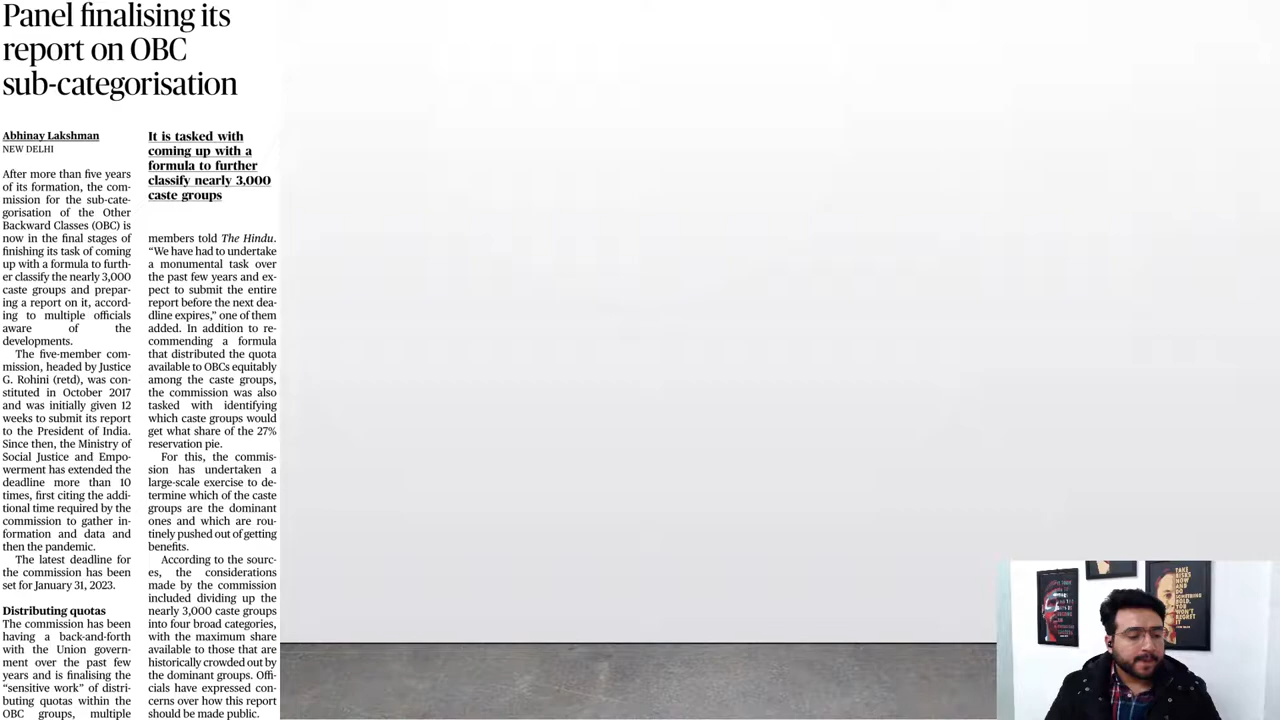 Panel finalising its
report on OBC
sub-categorisation
Abhinay Lakshman
NEW DELHI
After more than five years
of its formation, the com-
mission for the sub-cate-
gorisation of the Other
Backward Classes (OBC) is
now in the final stages of
finishing its task of coming
up with a formula to furth-
er classify the nearly 3,000
caste groups and prepar-
ing a report on it, accord-
ing to multiple officials
aware of the
developments.
The five-member com-
mission, headed by Justice
G. Rohini (retd), was con-
stituted in October 2017
and was initially given 12
weeks to submit its report
to the President of India.
Since then, the Ministry of
Social Justice and Empo-
werment has extended the
deadline more than 10
times, first citing the addi-
tional time required by the
commission to gather in-
formation and data and
then the pandemic.
The latest deadline for
the commission has been
set for January 31, 2023.
Distributing quotas
The commission has been
having a back-and-forth
with the Union govern-
ment over the past few
years and is finalising the
“sensitive work” of distri-
buting quotas within the
OBC groups, multiple
It is tasked with
coming up with a
formula to further
classify nearly 3,000
caste groups
members told The Hindu.
“We have had to undertake
a monumental task over
the past few years and ex-
pect to submit the entire
report before the next dea-
dline expires,” one of them
added. In addition to re-
commending a formula
that distributed the quota
available to OBCs equitably
among the caste groups,
the commission was also
tasked with identifying
which caste groups would
get what share of the 27%
reservation pie.
For this, the commis-
sion has undertaken a
large-scale exercise to de-
termine which of the caste
groups are the dominant
ones and which are rou-
tinely pushed out of getting
benefits.
According to the sourc-
es, the considerations
made by the commission
included dividing up the
nearly 3,000 caste groups
into four broad categories,
with the maximum share
available to those that are
historically crowded out by
the dominant groups. Offi-
cials have expressed con-
cerns over how this report
should be made public.
TAKE
RISKS
NOW
AND
DO
SOMETHING
BOLD.
YOU
WON'T
REGRET
IT